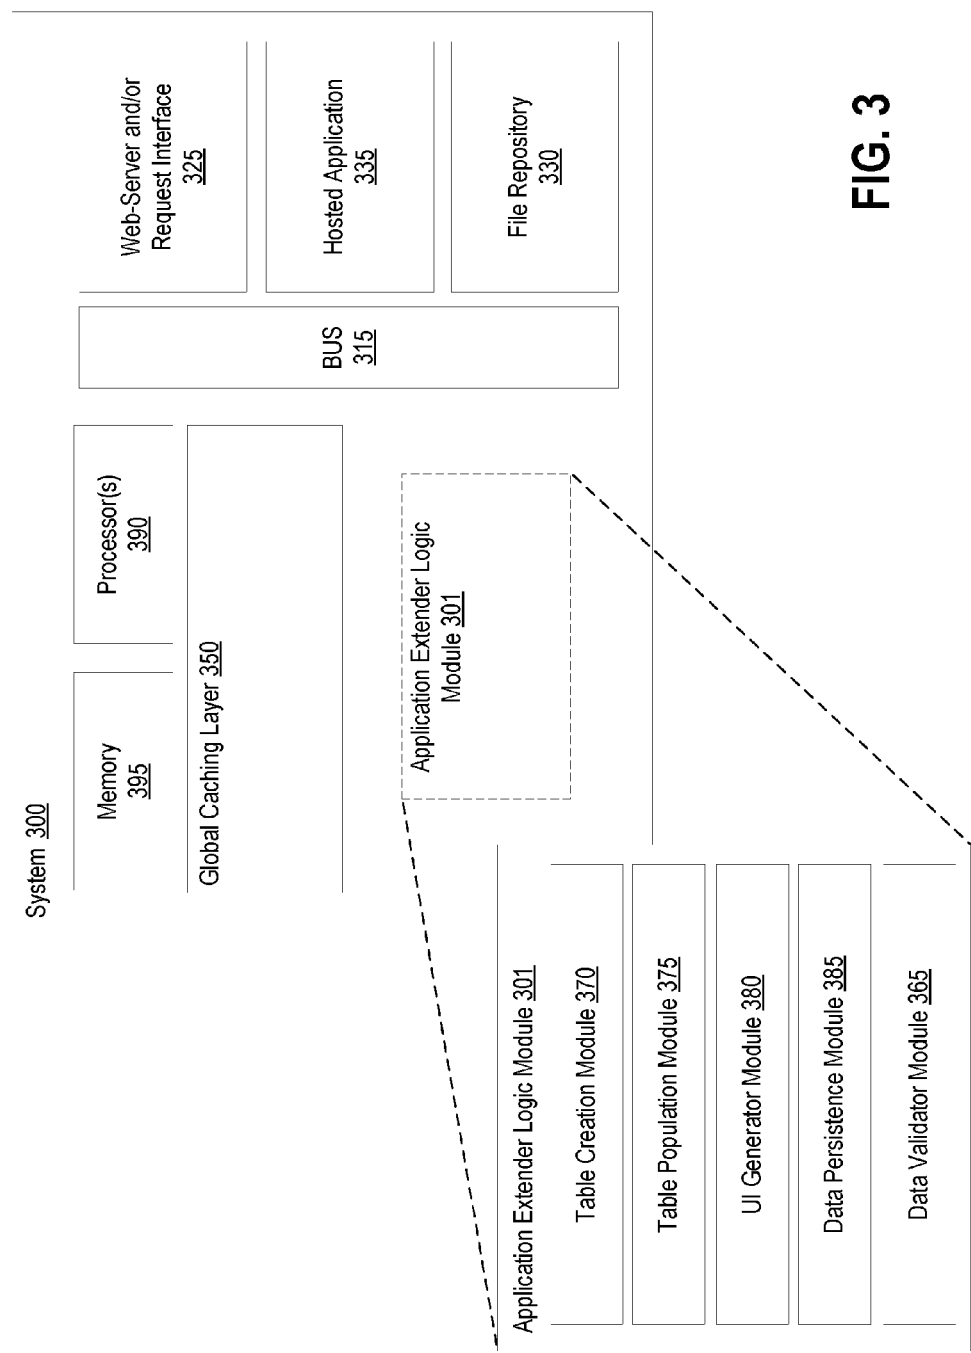 System 300
Memory
395
Processor(s)
390
Global Caching Layer 350
BUS
315
Web-Server and/or
Request Interface
325
Hosted Application
335
File Repository
330
Application Extender Logic
Module 301
Application Extender Logic Module 301
Table Creation Module 370
Table Population Module 375
UI Generator Module 380
Data Persistence Module 385
Data Validator Module 365
FIG. 3